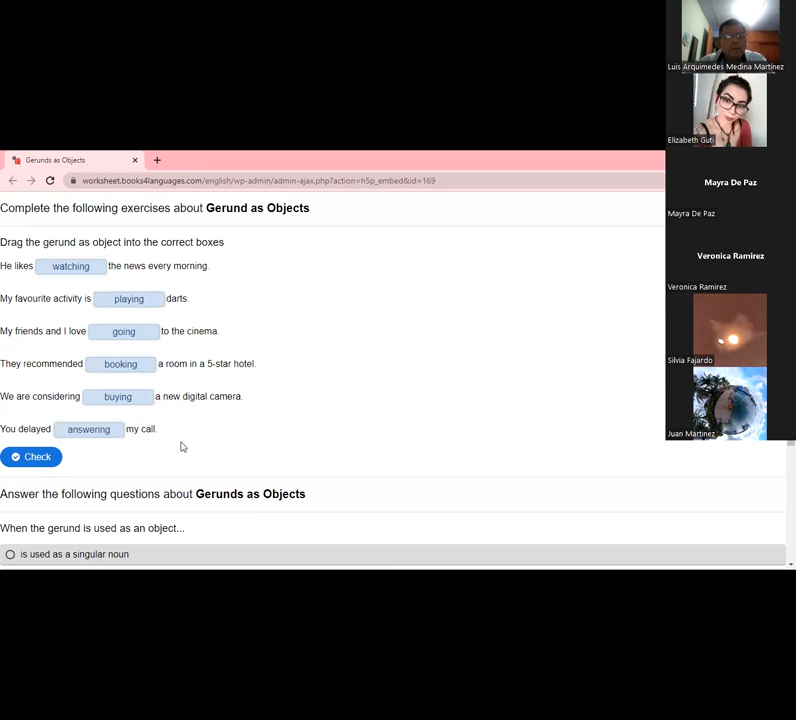 Gerunds as Objects
worksheet.books4languages.com/english/wp-admin/admin-ajax.php?action=h5p_embed&id=169
Complete the following exercises about Gerund as Objects
Drag the gerund as object into the correct boxes
He likes watching the news every morning.
My favourite activity is playing darts.
My friends and I love going to the cinema.
They recommended booking a room in a 5-star hotel.
We are considering buying a new digital camera.
You delayed answering my call.
Check
Answer the following questions about Gerunds as Objects
When the gerund is used as an object...
is used as a singular noun
Luis Arquimedes Medina Martínez
Elizabeth Guti
Mayra De Paz
Mayra De Paz
Veronica Ramirez
Veronica Ramirez
Silvia Fajardo
Juan Martinez